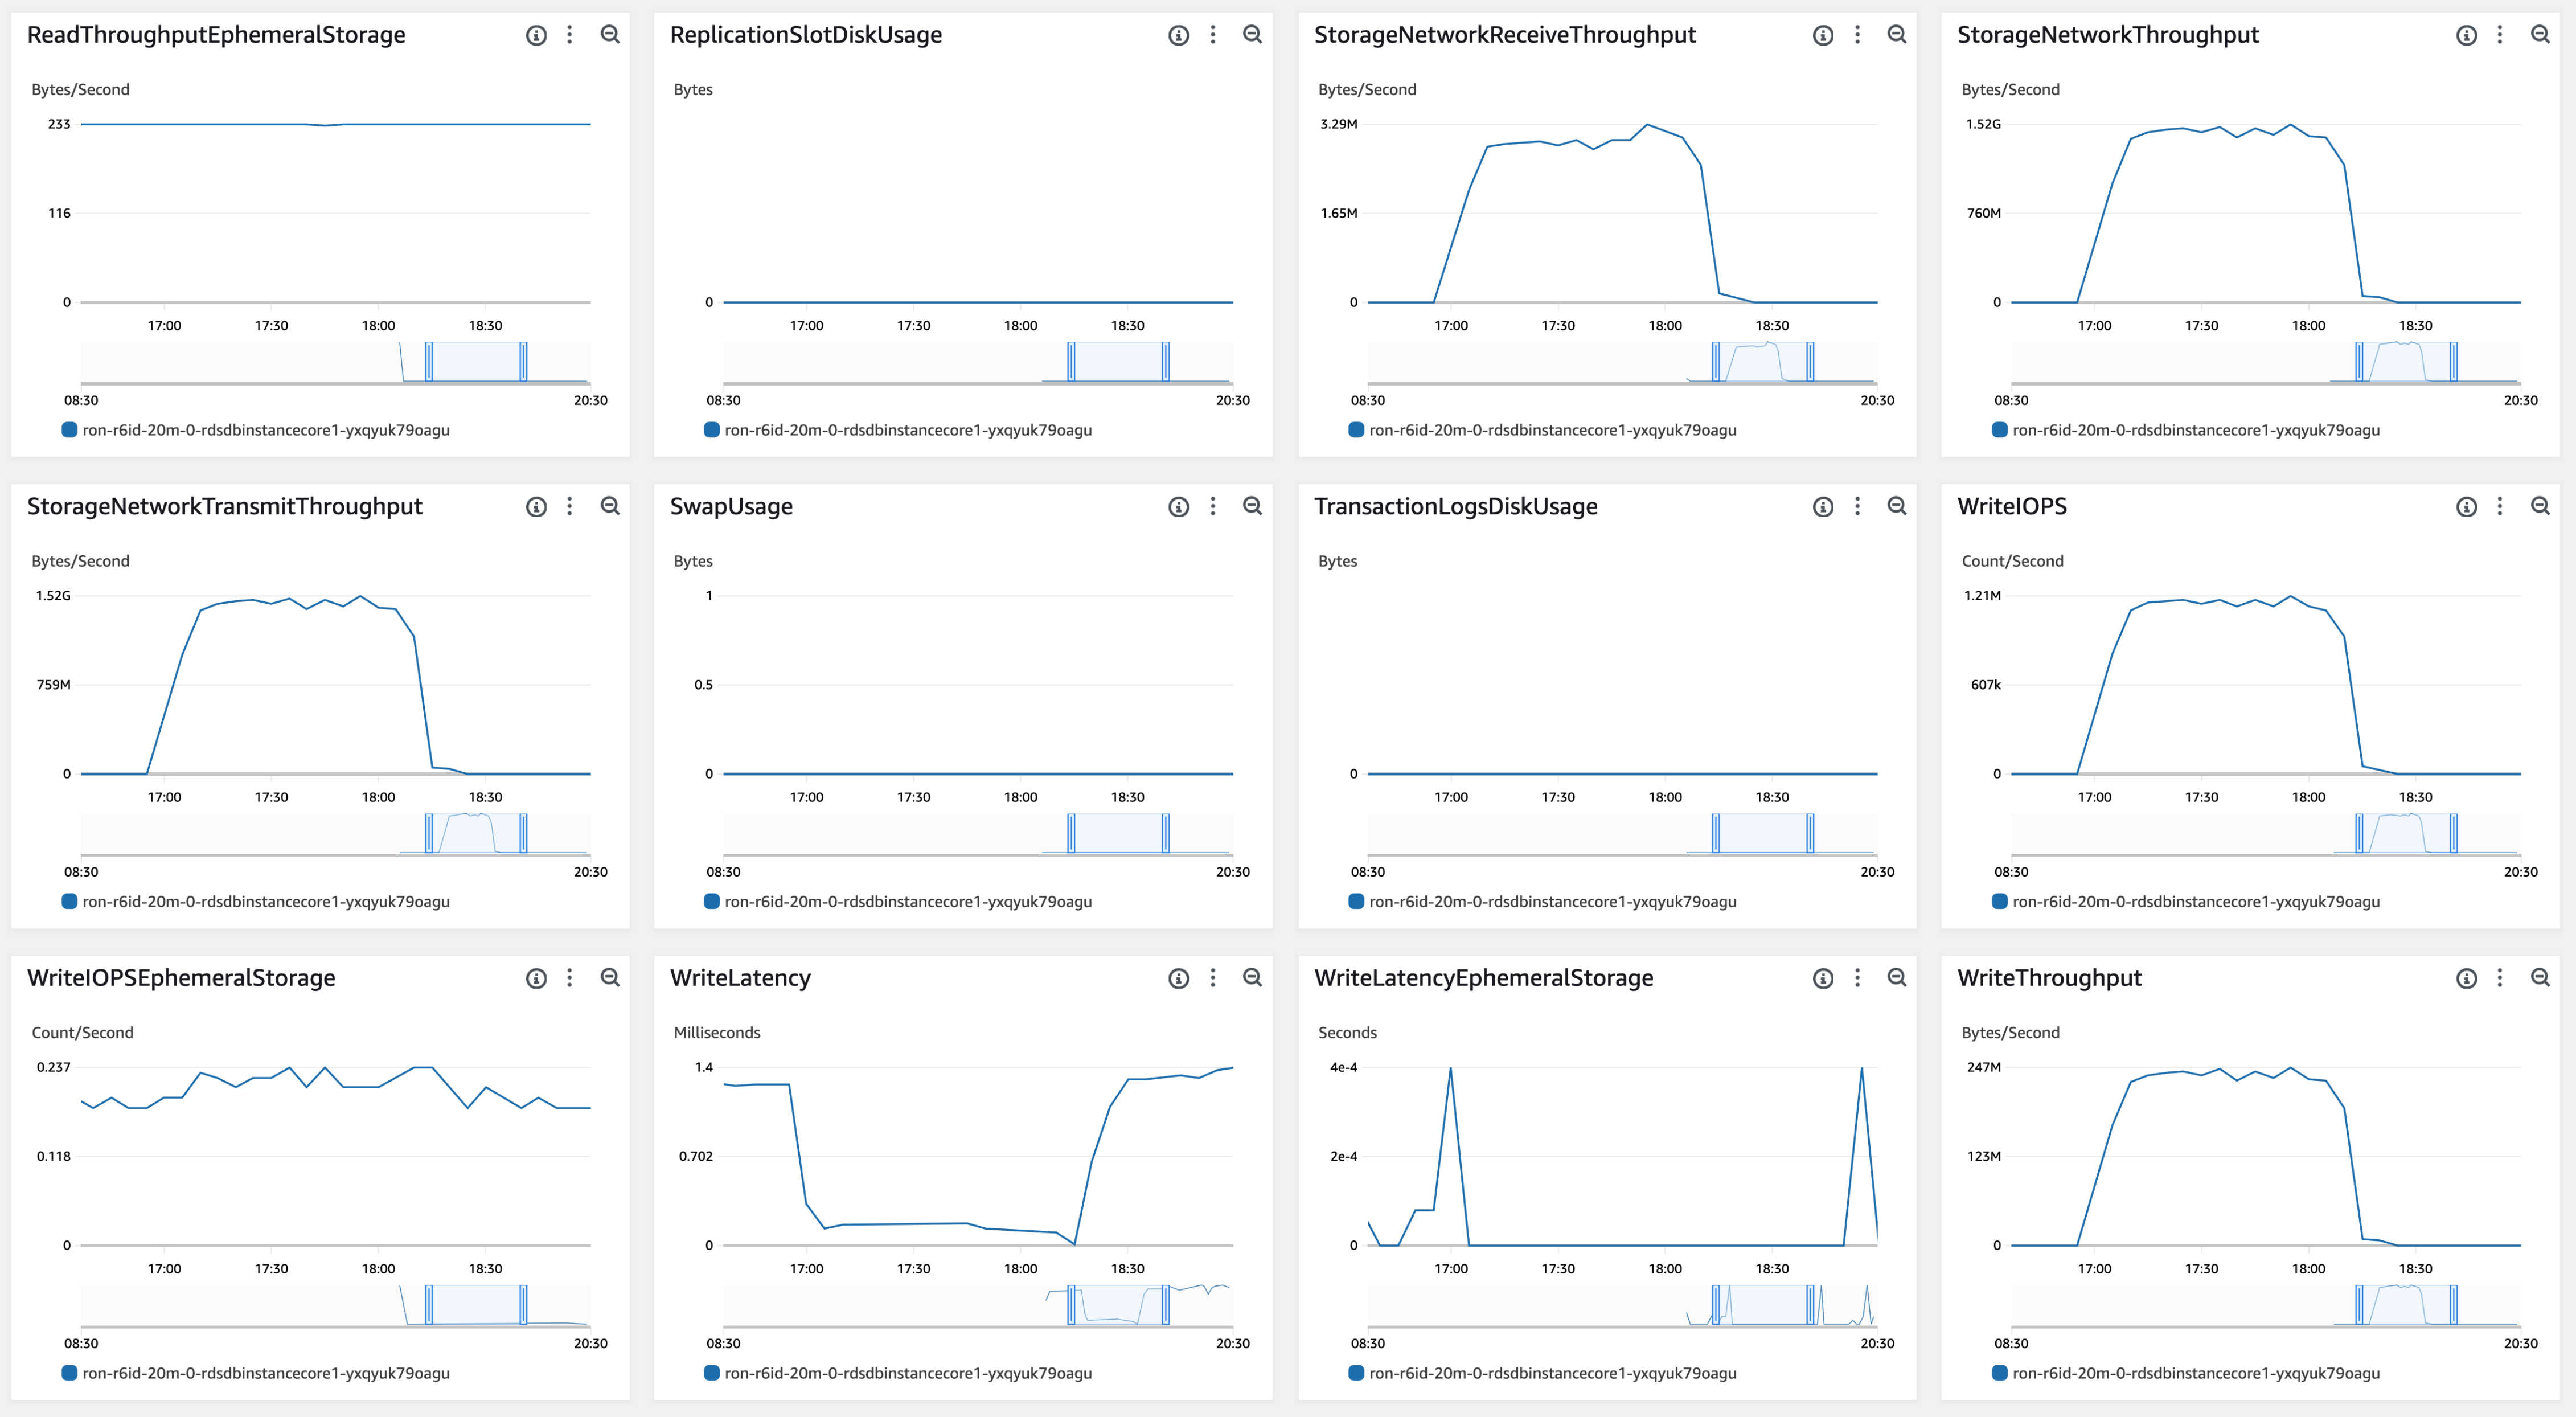 ReadThroughputEphemeralStorage
Bytes/Second
233
116
0
17:00 17:30 18:00 18:30
08:30 20:30
ron-r6id-20m-0-rdsdbinstancecore1-yxqyuk79oagu
ReplicationSlotDiskUsage
Bytes
0
17:00 17:30 18:00 18:30
08:30 20:30
ron-r6id-20m-0-rdsdbinstancecore1-yxqyuk79oagu
StorageNetworkReceiveThroughput
Bytes/Second
3.29M
1.65M
0
17:00 17:30 18:00 18:30
08:30 20:30
ron-r6id-20m-0-rdsdbinstancecore1-yxqyuk79oagu
StorageNetworkThroughput
Bytes/Second
1.52G
760M
0
17:00 17:30 18:00 18:30
08:30 20:30
ron-r6id-20m-0-rdsdbinstancecore1-yxqyuk79oagu
StorageNetworkTransmitThroughput
Bytes/Second
1.52G
759M
0
17:00 17:30 18:00 18:30
08:30 20:30
ron-r6id-20m-0-rdsdbinstancecore1-yxqyuk79oagu
SwapUsage
Bytes
1
0.5
0
17:00 17:30 18:00 18:30
08:30 20:30
ron-r6id-20m-0-rdsdbinstancecore1-yxqyuk79oagu
TransactionLogsDiskUsage
Bytes
0
17:00 17:30 18:00 18:30
08:30 20:30
ron-r6id-20m-0-rdsdbinstancecore1-yxqyuk79oagu
WriteIOPS
Count/Second
1.21M
607k
0
17:00 17:30 18:00 18:30
08:30 20:30
ron-r6id-20m-0-rdsdbinstancecore1-yxqyuk79oagu
WriteIOPSEphemeralStorage
Count/Second
0.237
0.118
0
17:00 17:30 18:00 18:30
08:30 20:30
ron-r6id-20m-0-rdsdbinstancecore1-yxqyuk79oagu
WriteLatency
Milliseconds
1.4
0.702
0
17:00 17:30 18:00 18:30
08:30 20:30
ron-r6id-20m-0-rdsdbinstancecore1-yxqyuk79oagu
WriteLatencyEphemeralStorage
Seconds
4e-4
2e-4
0
17:00 17:30 18:00 18:30
08:30 20:30
ron-r6id-20m-0-rdsdbinstancecore1-yxqyuk79oagu
WriteThroughput
Bytes/Second
247M
123M
0
17:00 17:30 18:00 18:30
08:30 20:30
ron-r6id-20m-0-rdsdbinstancecore1-yxqyuk79oagu